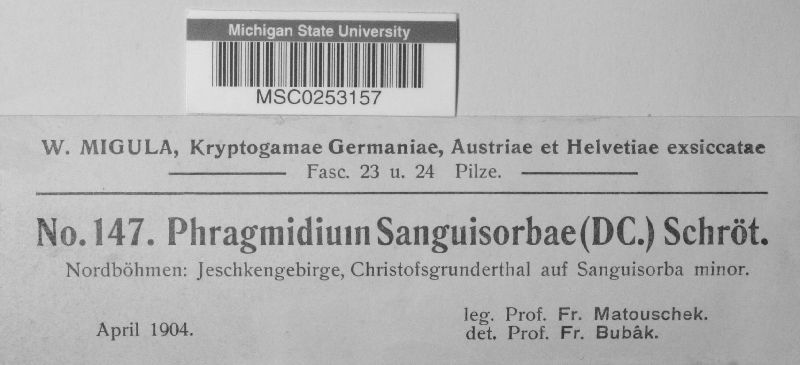 Michigan State University
MSC0253157
W. MIGULA, Kryptogamae Germaniae, Austriae et Helvetiae exsiccatae
Fasc. 23 u. 24 Pilze.
No. 147. Phragmidium Sanguisorbae (DC.) Schröt.
Nordböhmen: Jeschkengebirge, Christofsgrunderthal auf Sanguisorba minor.
leg. Prof. Fr. Matouschek.
April 1904.
det. Prof. Fr. Bubâk.